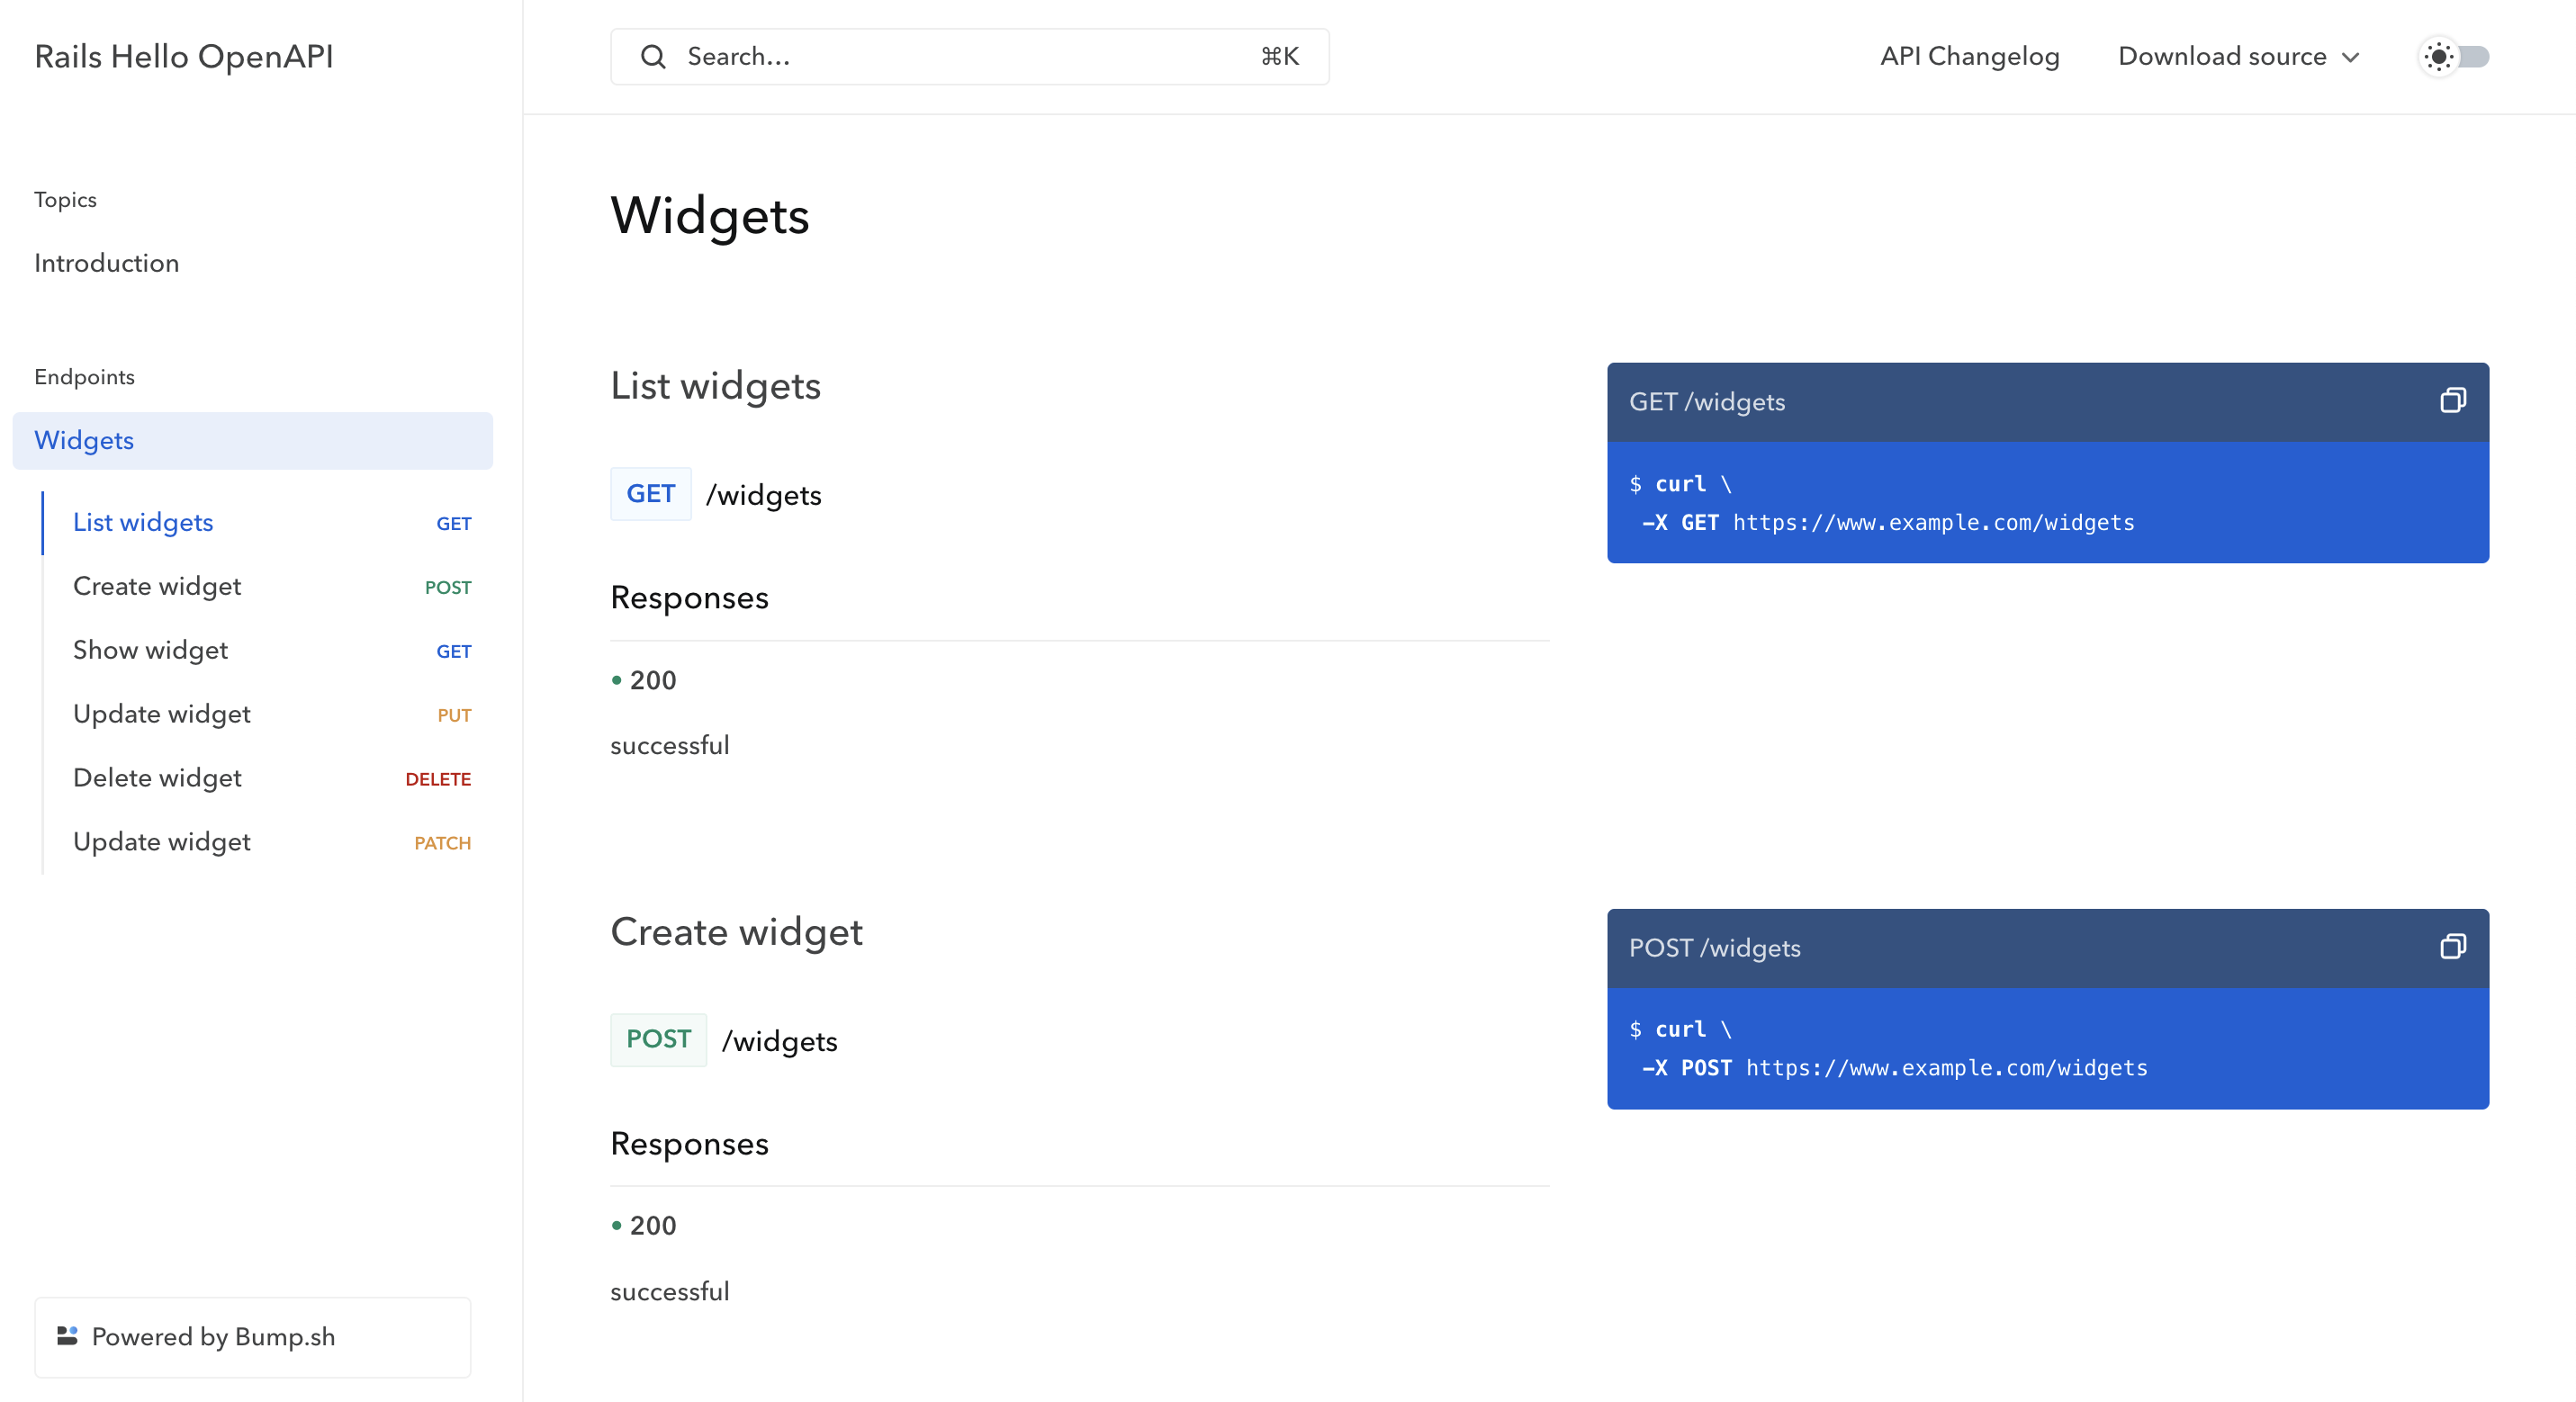 Rails Hello OpenAPI
Search...
⌘K
API Changelog
Download source
Topics
Introduction
Endpoints
Widgets
List widgets GET
Create widget POST
Show widget GET
Update widget PUT
Delete widget DELETE
Update widget PATCH
Powered by Bump.sh
Widgets
List widgets
GET /widgets
Responses
200
successful
GET /widgets
$ curl \
-X GET https://www.example.com/widgets
Create widget
POST /widgets
Responses
200
successful
POST /widgets
$ curl \
-X POST https://www.example.com/widgets